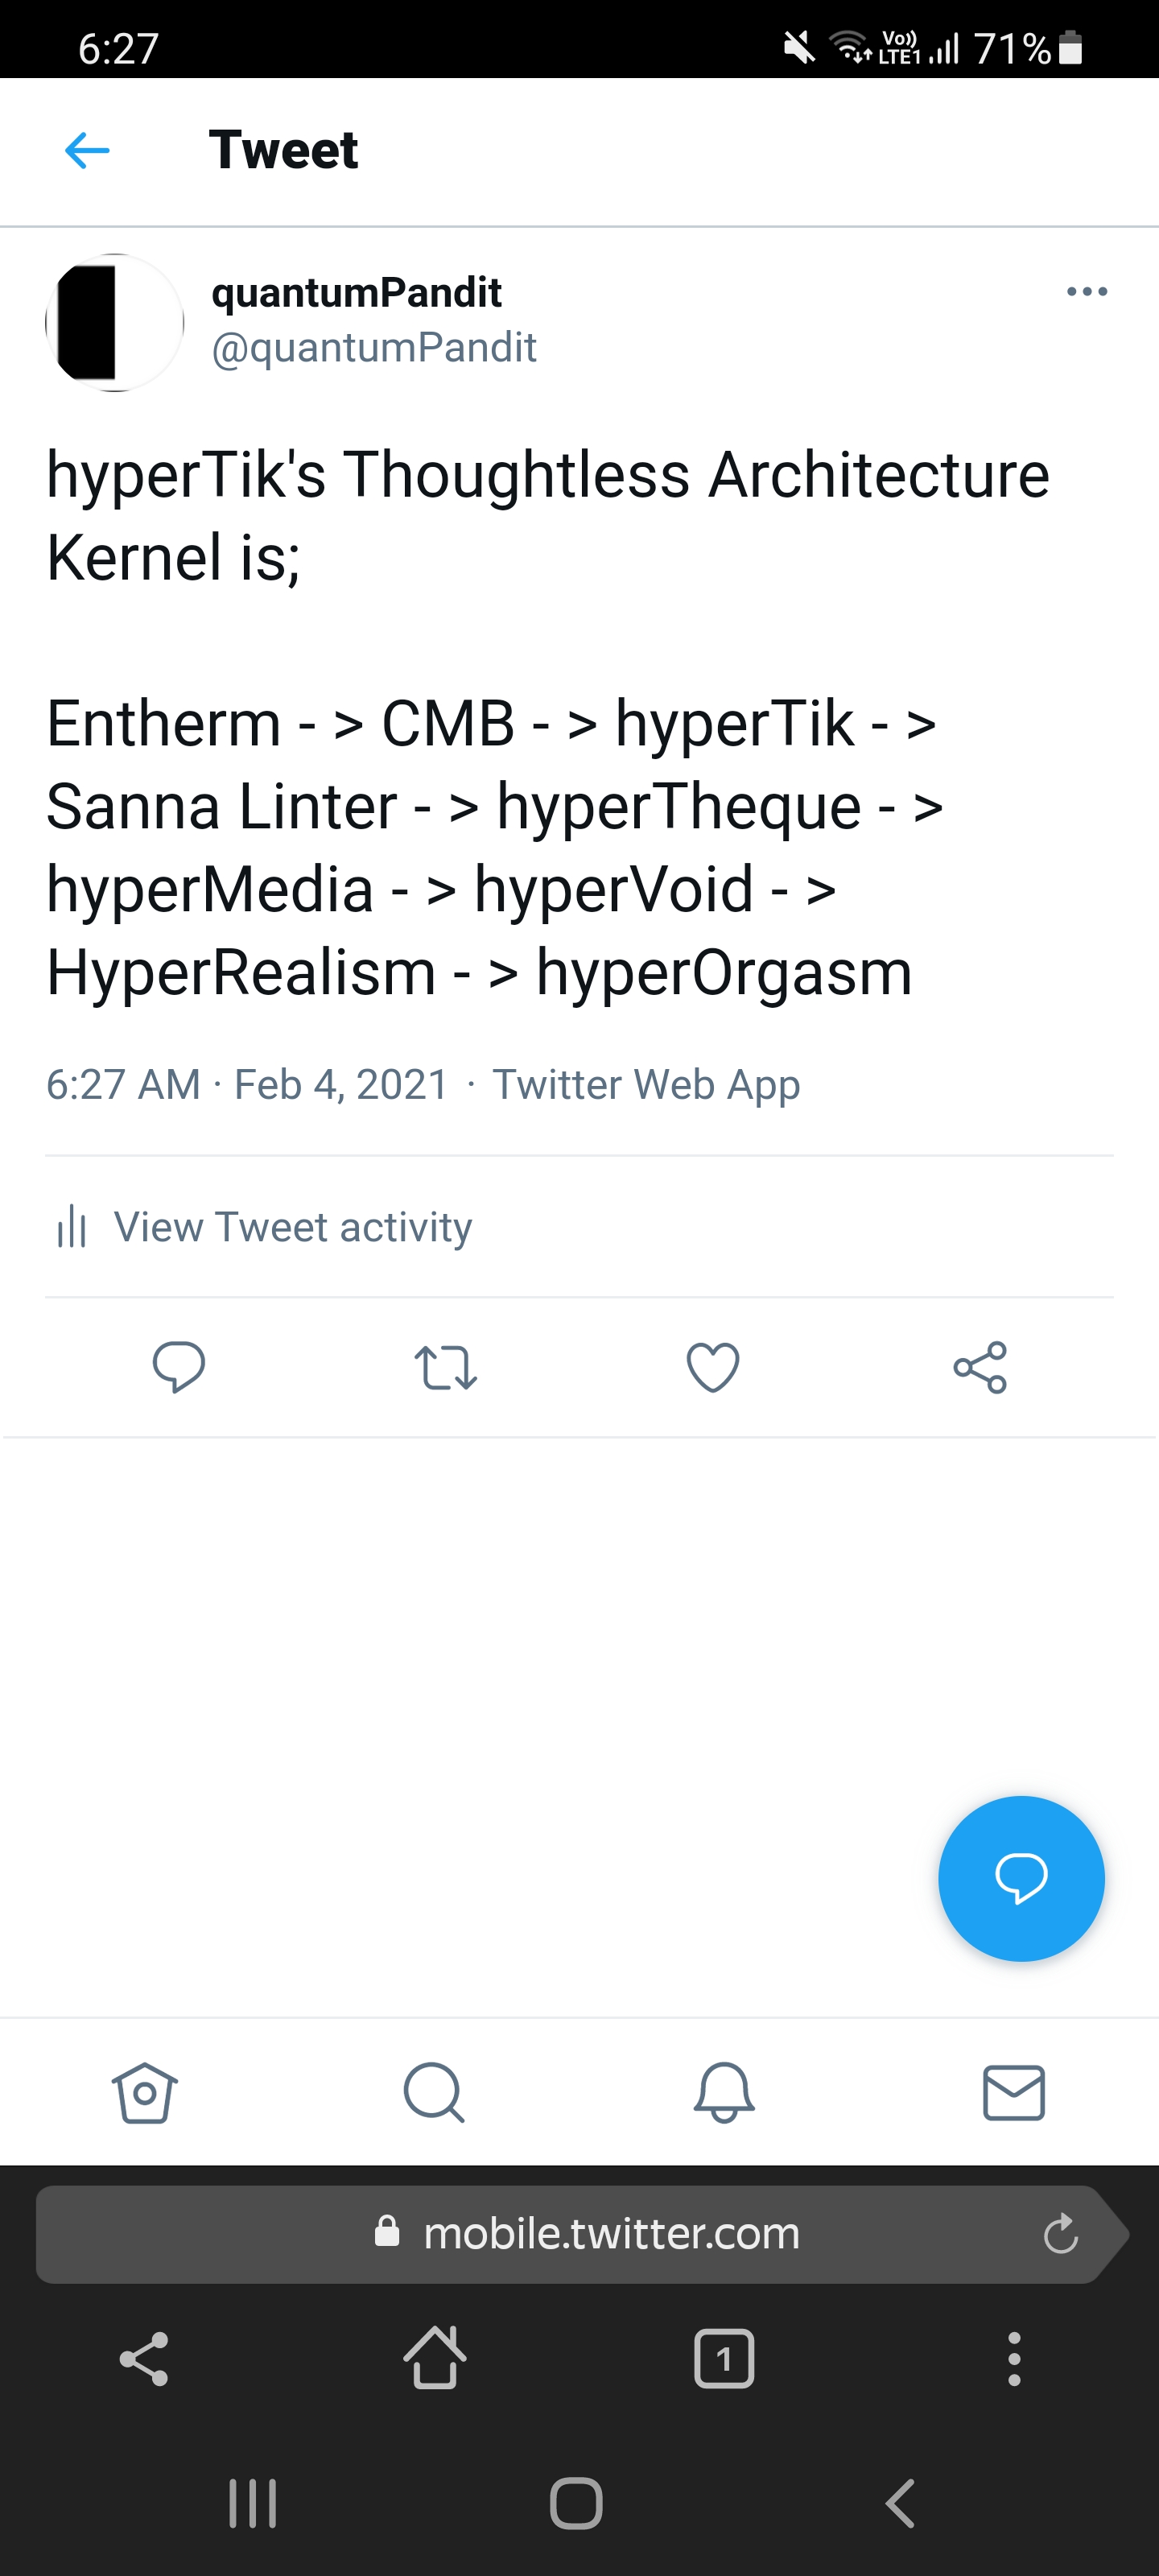 6:27
Vo))
LTE1
71%
Tweet
quantumPandit
@quantumPandit
hyperTik's Thoughtless Architecture
Kernel is;
Entherm - > CMB - > hyperTik - >
Sanna Linter - > hyperTheque - >
hyperMedia - > hyperVoid - >
HyperRealism - > hyperOrgasm
6:27 AM · Feb 4, 2021 · Twitter Web App
View Tweet activity
mobile.twitter.com
1